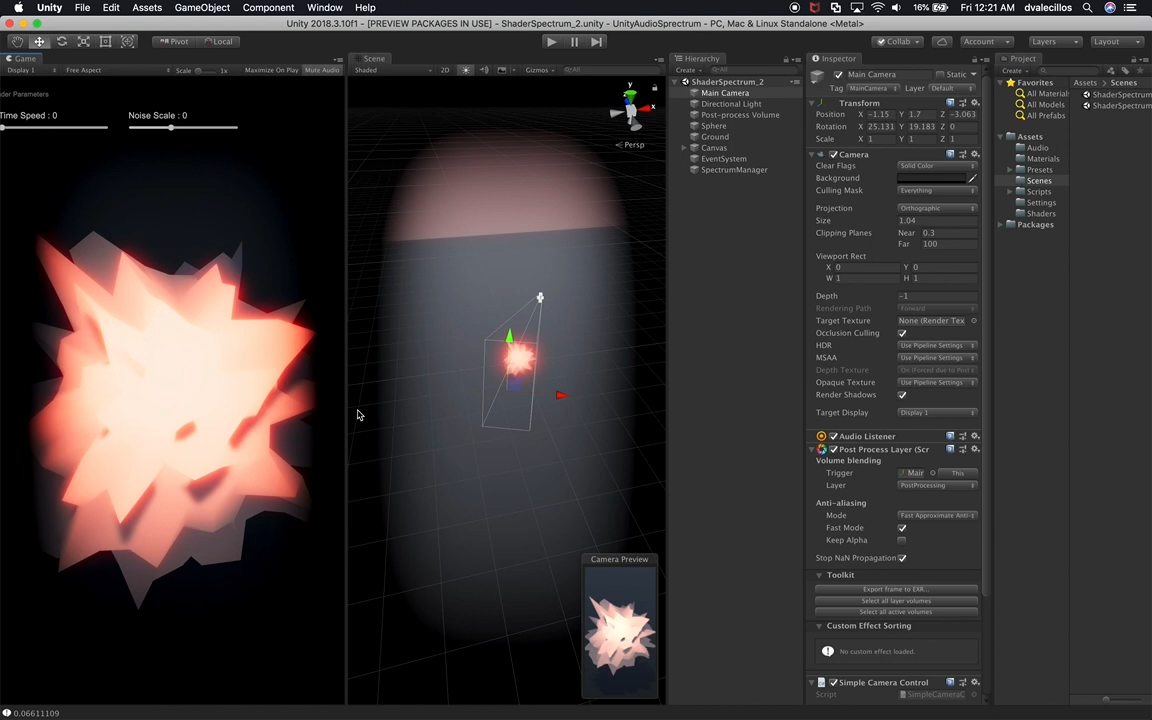 Unity File Edit Assets GameObject Component Window Help 16% Fri 12:21 AM dvalecillos
Unity 2018.3.10f1 - [PREVIEW PACKAGES IN USE] - ShaderSpectrum_2.unity - UnityAudioSpectrum - PC, Mac & Linux Standalone <Metal>
Pivot Local Collab Account Layers Layout
Game
Display 1 Free Aspect Scale 1x Maximize On Play Mute Audio
der Parameters
Time Speed : 0 Noise Scale : 0
Scene
Shaded 2D Gizmos All
y
x
Persp
Camera Preview
Hierarchy
Create All
ShaderSpectrum_2
Main Camera
Directional Light
Post-process Volume
Sphere
Ground
Canvas
EventSystem
SpectrumManager
Inspector
Main Camera Static
Tag MainCamera Layer Default
Transform
Position X -1.15 Y 1.7 Z -3.063
Rotation X 25.131 Y 19.183 Z 0
Scale X 1 Y 1 Z 1
Camera
Clear Flags Solid Color
Background
Culling Mask Everything
Projection Orthographic
Size 1.04
Clipping Planes Near 0.3
Far 100
Viewport Rect
X 0 Y 0
W 1 H 1
Depth -1
Rendering Path Forward
Target Texture None (Render Tex
Occlusion Culling
HDR Use Pipeline Settings
MSAA Use Pipeline Settings
Depth Texture On (Forced due to Post
Opaque Texture Use Pipeline Settings
Render Shadows
Target Display Display 1
Audio Listener
Post Process Layer (Scr
Volume blending
Trigger Mair This
Layer PostProcessing
Anti-aliasing
Mode Fast Approximate Anti-
Fast Mode
Keep Alpha
Stop NaN Propagation
Toolkit
Export frame to EXR...
Select all layer volumes
Select all active volumes
Custom Effect Sorting
No custom effect loaded.
Simple Camera Control
Script SimpleCameraC
Project
Create
Favorites
All Material
All Models
All Prefabs
Assets
Audio
Materials
Presets
Scenes
Scripts
Settings
Shaders
Packages
Assets Scenes
ShaderSpectrum
ShaderSpectrum
0.06611109